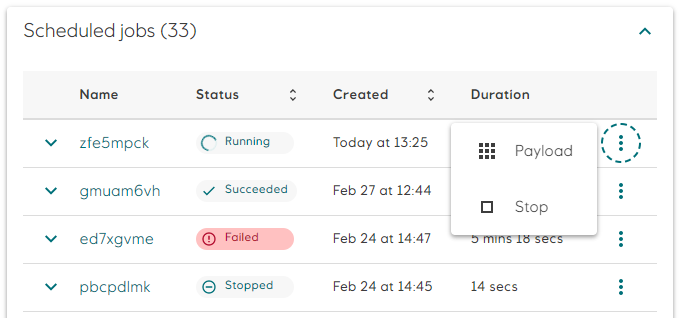 Scheduled jobs (33)
Name Status Created Duration
zfe5mpck Running Today at 13:25
Payload
gmuam6vh Succeeded Feb 27 at 12:44
Stop
ed7xgvme Failed Feb 24 at 14:47 5 mins 18 secs
pbcpdlmk Stopped Feb 24 at 14:45 14 secs